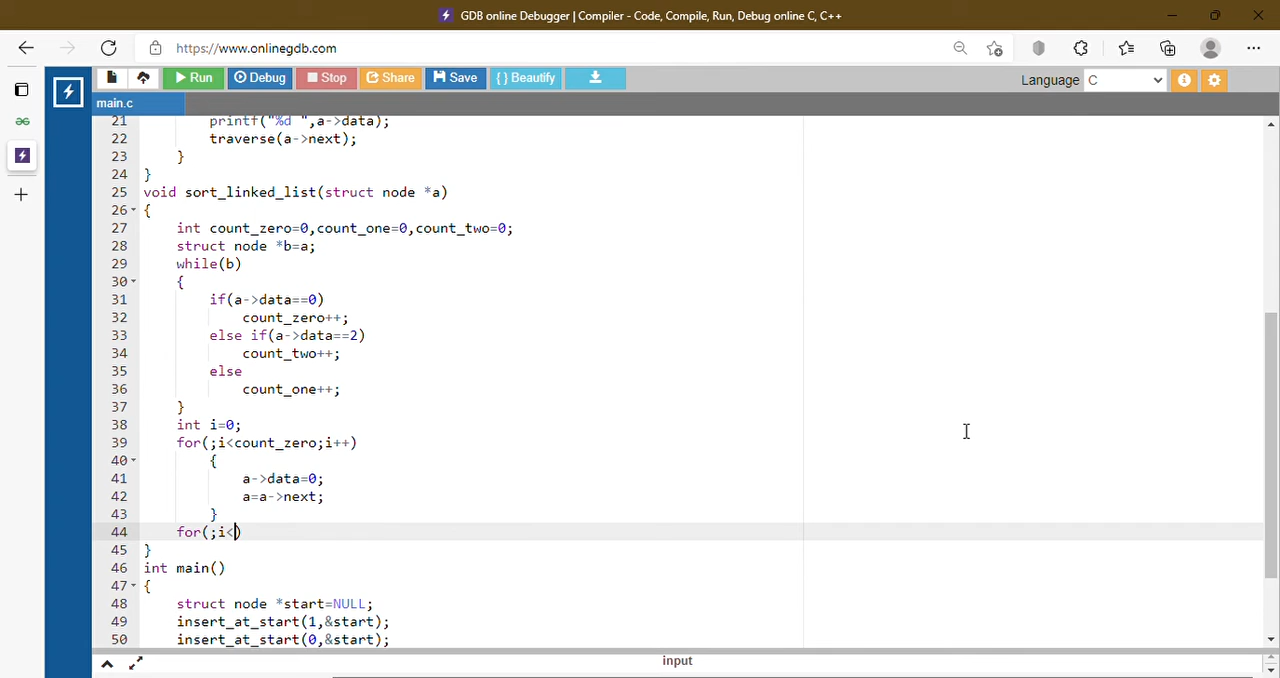 GDB online Debugger | Compiler - Code, Compile, Run, Debug online C, C++
https://www.onlinegdb.com
Run Debug Stop Share Save { } Beautify Language C
main.c
21 printf("%d ",a->data);
22 traverse(a->next);
23 }
24 }
25 void sort_linked_list(struct node *a)
26 {
27 int count_zero=0,count_one=0,count_two=0;
28 struct node *b=a;
29 while(b)
30 {
31 if(a->data==0)
32 count_zero++;
33 else if(a->data==2)
34 count_two++;
35 else
36 count_one++;
37 }
38 int i=0;
39 for(;i<count_zero;i++)
40 {
41 a->data=0;
42 a=a->next;
43 }
44 for(;i<)
45 }
46 int main()
47 {
48 struct node *start=NULL;
49 insert_at_start(1,&start);
50 insert_at_start(0,&start);
input